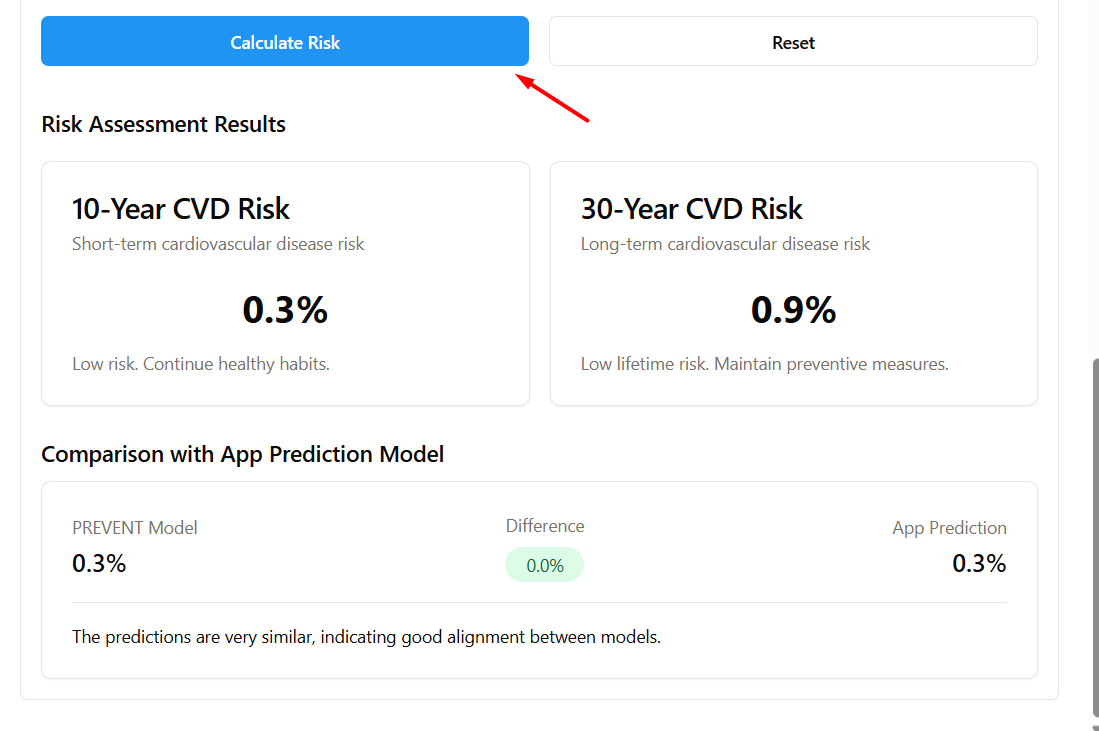 Calculate Risk
Reset
Risk Assessment Results
10-Year CVD Risk
Short-term cardiovascular disease risk
0.3%
Low risk. Continue healthy habits.
30-Year CVD Risk
Long-term cardiovascular disease risk
0.9%
Low lifetime risk. Maintain preventive measures.
Comparison with App Prediction Model
PREVENT Model
0.3%
Difference
0.0%
App Prediction
0.3%
The predictions are very similar, indicating good alignment between models.